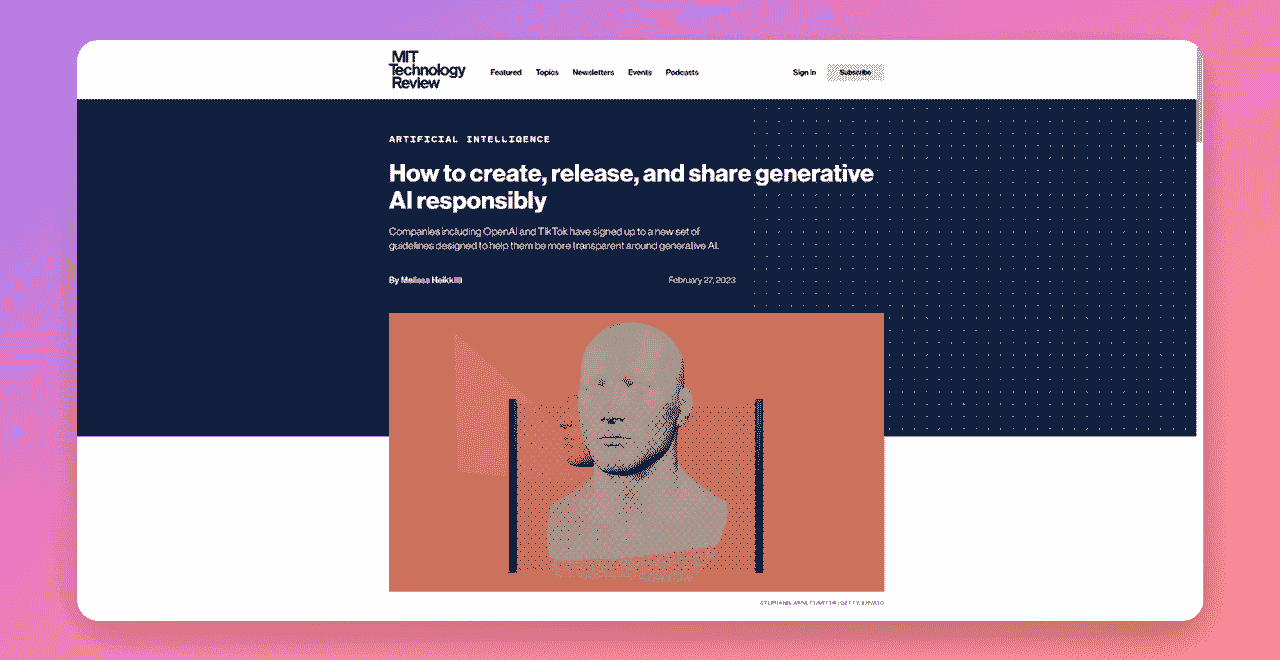 MIT
Technology
Review
Featured Topics Newsletters Events Podcasts Sign in Subscribe
ARTIFICIAL INTELLIGENCE
How to create, release, and share generative
AI responsibly
Companies including OpenAI and TikTok have signed up to a new set of
guidelines designed to help them be more transparent around generative AI.
By Melissa
February 27, 2023